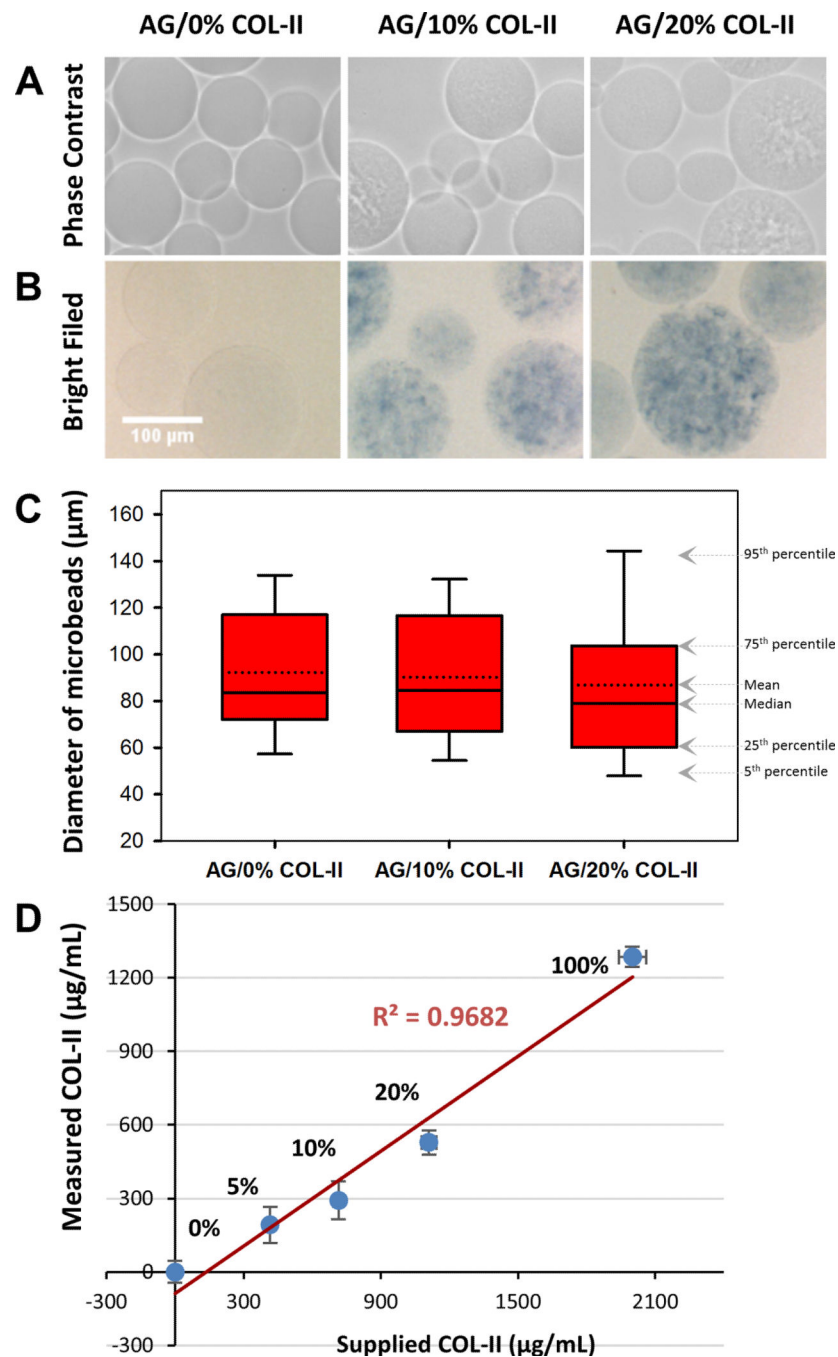 AG/0% COL-II AG/10% COL-II AG/20% COL-II
A
Phase Contrast
B
Bright Filed
100 µm
C
Diameter of microbeads (µm)
160
140
120
100
80
60
40
20
95th percentile
75th percentile
Mean
Median
25th percentile
5th percentile
AG/0% COL-II AG/10% COL-II AG/20% COL-II
D
Measured COL-II (µg/mL)
1500
1200
900
600
300
0
-300
100%
R² = 0.9682
20%
10%
5%
0%
-300 300 900 1500 2100
Supplied COL-II (µg/mL)